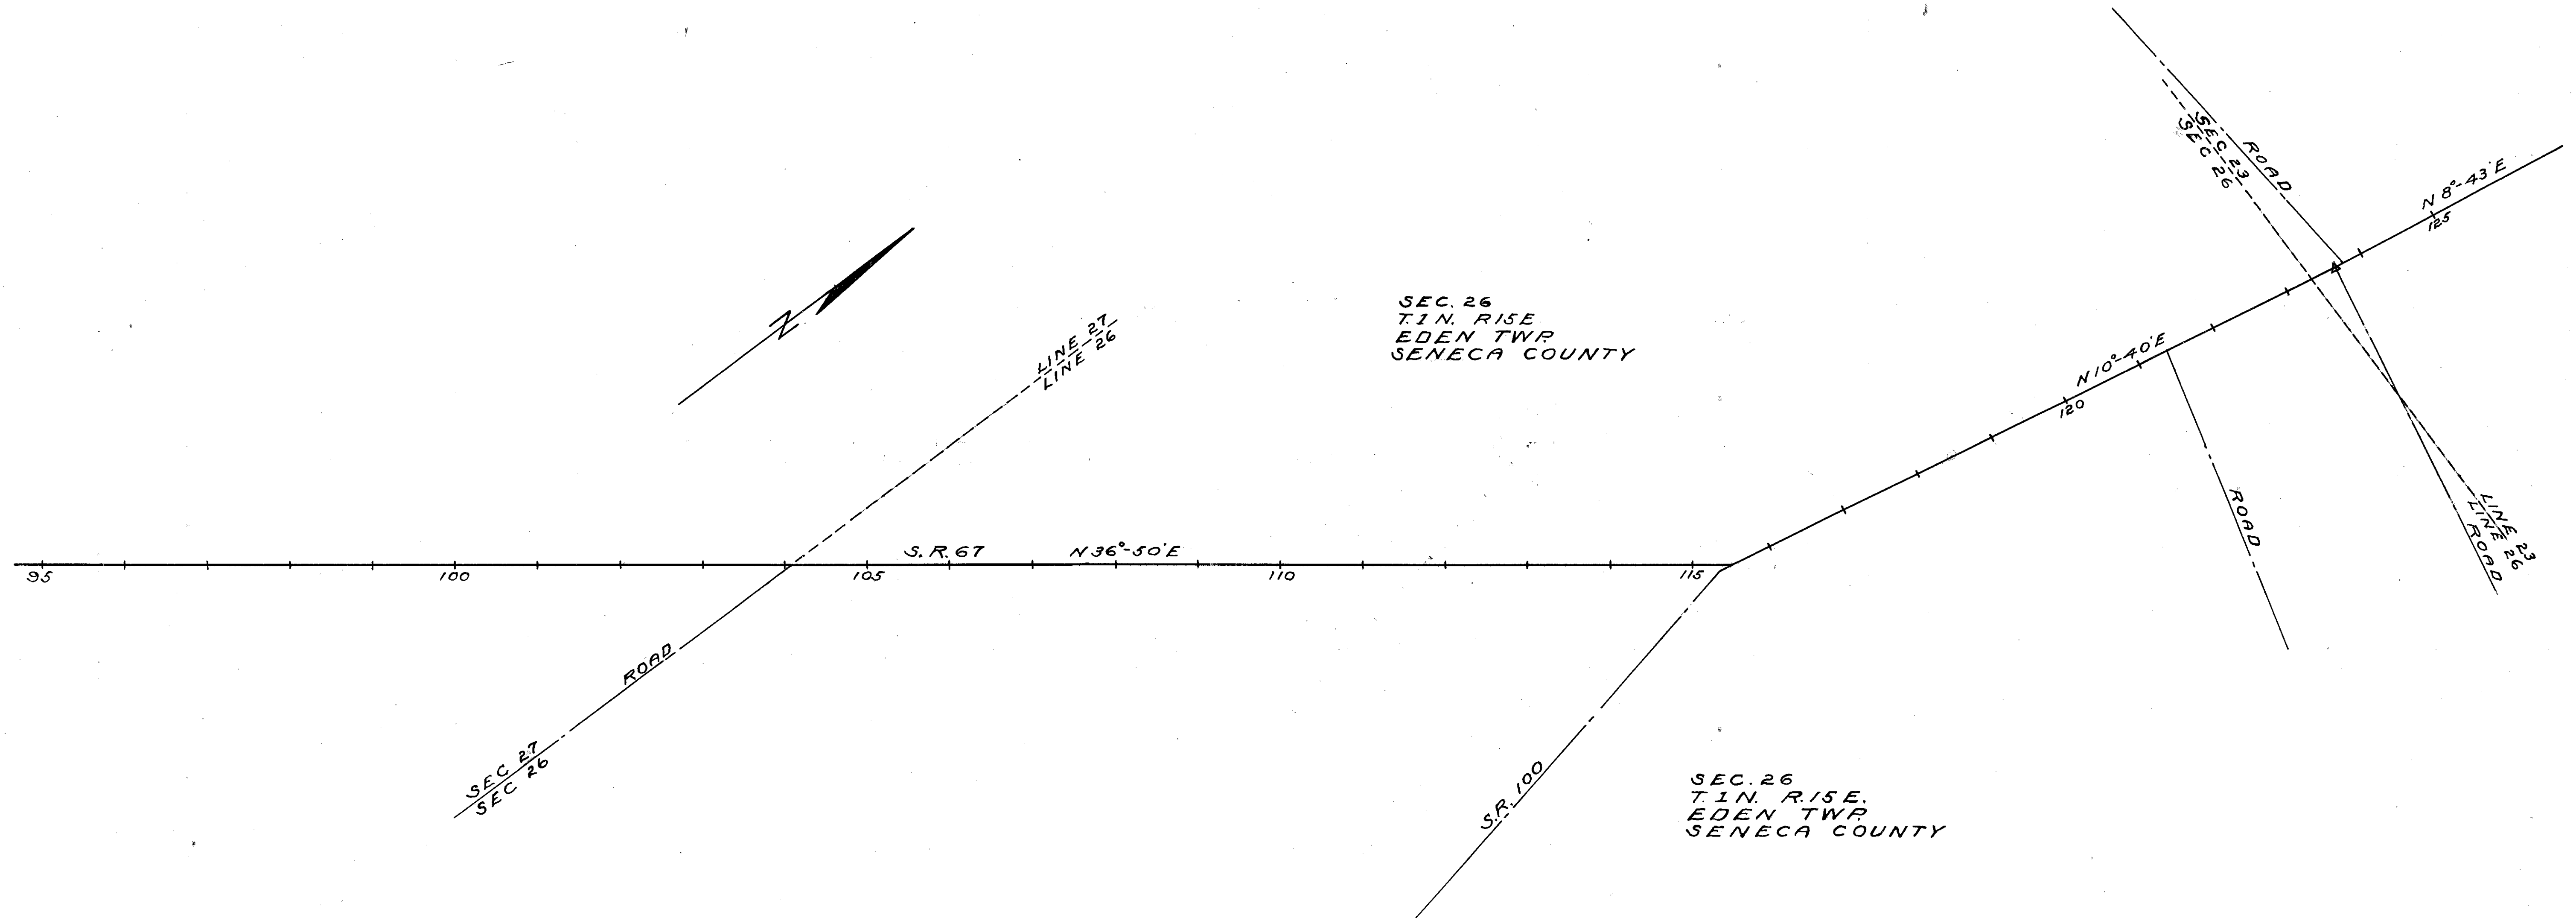 SEC 23
SEC 26
ROAD
N 8°-43'E
125
N
LINE 27
LINE 26
SEC. 26
T.1N. R15E
EDEN TWP.
SENECA COUNTY
N 10°-40'E
120
ROAD
LINE 23
LINE 26
ROAD
S.R. 67
N 36°-50'E
95
100
105
110
115
ROAD
SEC 27
SEC 26
S.R. 100
SEC. 26
T.1N. R.15E.
EDEN TWP.
SENECA COUNTY